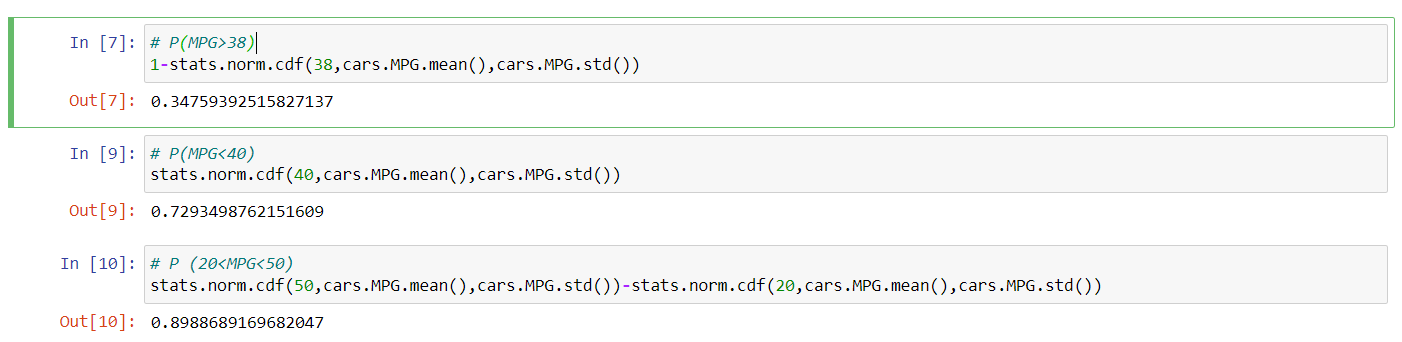 In [7]: # P(MPG>38)
1-stats.norm.cdf(38,cars.MPG.mean(),cars.MPG.std())
Out[7]: 0.34759392515827137
In [9]: # P(MPG<40)
stats.norm.cdf(40,cars.MPG.mean(),cars.MPG.std())
Out[9]: 0.7293498762151609
In [10]: # P (20<MPG<50)
stats.norm.cdf(50,cars.MPG.mean(),cars.MPG.std())-stats.norm.cdf(20,cars.MPG.mean(),cars.MPG.std())
Out[10]: 0.8988689169682047